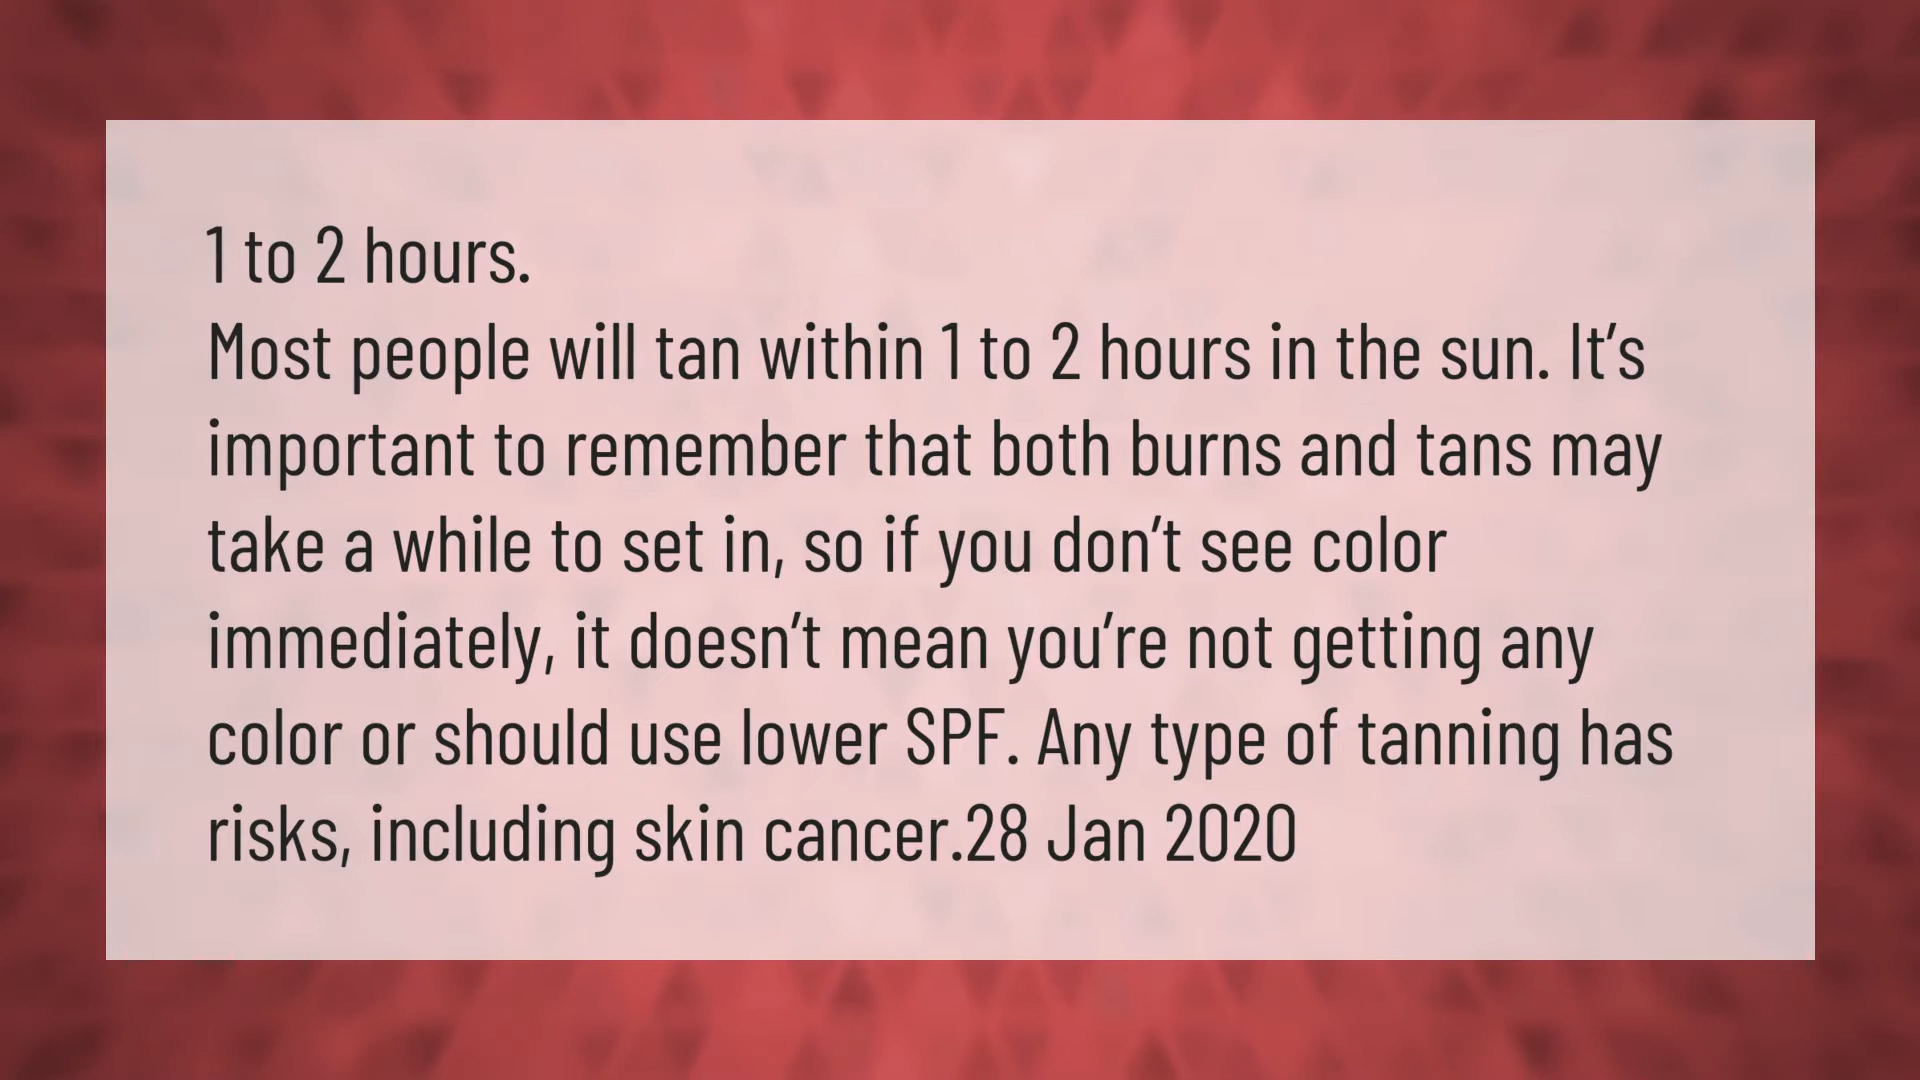 1 to 2 hours.
Most people will tan within 1 to 2 hours in the sun. It’s
important to remember that both burns and tans may
take a while to set in, so if you don’t see color
immediately, it doesn’t mean you’re not getting any
color or should use lower SPF. Any type of tanning has
risks, including skin cancer.28 Jan 2020